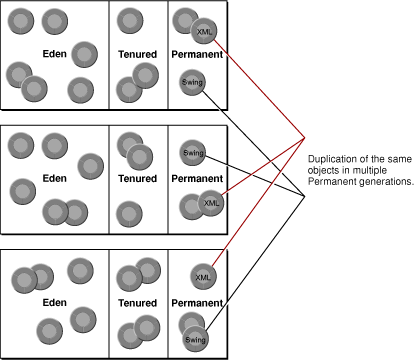 XML
Eden Tenured Permanent
Swing
Swing
Duplication of the same
objects in multiple
Permanent generations.
Eden Tenured Permanent
XML
XML
Eden Tenured Permanent
Swing